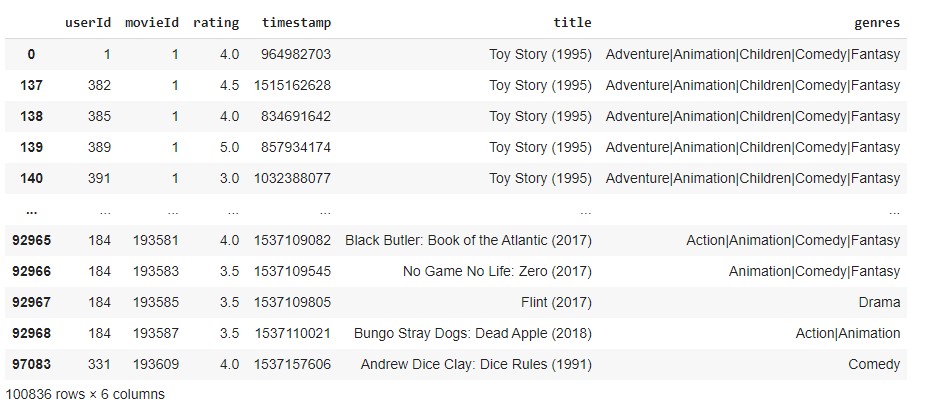 userId movieId rating timestamp title genres
0 1 1 4.0 964982703 Toy Story (1995) Adventure|Animation|Children|Comedy|Fantasy
137 382 1 4.5 1515162628 Toy Story (1995) Adventure|Animation|Children|Comedy|Fantasy
138 385 1 4.0 834691642 Toy Story (1995) Adventure|Animation|Children|Comedy|Fantasy
139 389 1 5.0 857934174 Toy Story (1995) Adventure|Animation|Children|Comedy|Fantasy
140 391 1 3.0 1032388077 Toy Story (1995) Adventure|Animation|Children|Comedy|Fantasy
... ... ... ... ... ... ...
92965 184 193581 4.0 1537109082 Black Butler: Book of the Atlantic (2017) Action|Animation|Comedy|Fantasy
92966 184 193583 3.5 1537109545 No Game No Life: Zero (2017) Animation|Comedy|Fantasy
92967 184 193585 3.5 1537109805 Flint (2017) Drama
92968 184 193587 3.5 1537110021 Bungo Stray Dogs: Dead Apple (2018) Action|Animation
97083 331 193609 4.0 1537157606 Andrew Dice Clay: Dice Rules (1991) Comedy
100836 rows × 6 columns